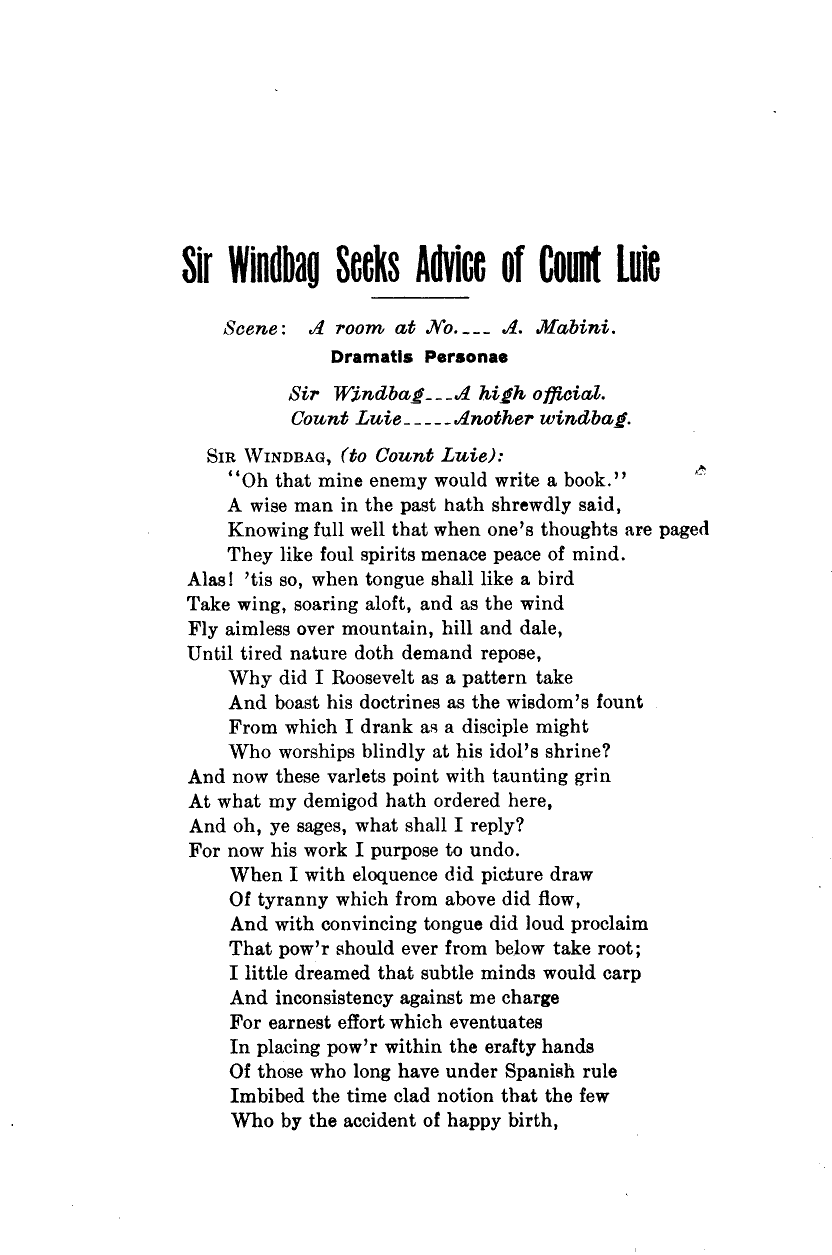 Sir Windbag Seeks Advice of Count Luie
Scene: A room at No.___ A. Mabini.
Dramatis Personae
Sir Windbag___A high official.
Count Luie_____Another windbag.
SIR WINDBAG, (to Count Luie):
“Oh that mine enemy would write a book.”
A wise man in the past hath shrewdly said,
Knowing full well that when one’s thoughts are paged
They like foul spirits menace peace of mind.
Alas! ’tis so, when tongue shall like a bird
Take wing, soaring aloft, and as the wind
Fly aimless over mountain, hill and dale,
Until tired nature doth demand repose,
Why did I Roosevelt as a pattern take
And boast his doctrines as the wisdom’s fount
From which I drank as a disciple might
Who worships blindly at his idol’s shrine?
And now these varlets point with taunting grin
At what my demigod hath ordered here,
And oh, ye sages, what shall I reply?
For now his work I purpose to undo.
When I with eloquence did picture draw
Of tyranny which from above did flow,
And with convincing tongue did loud proclaim
That pow’r should ever from below take root;
I little dreamed that subtle minds would carp
And inconsistency against me charge
For earnest effort which eventuates
In placing pow’r within the erafty hands
Of those who long have under Spanish rule
Imbibed the time clad notion that the few
Who by the accident of happy birth,